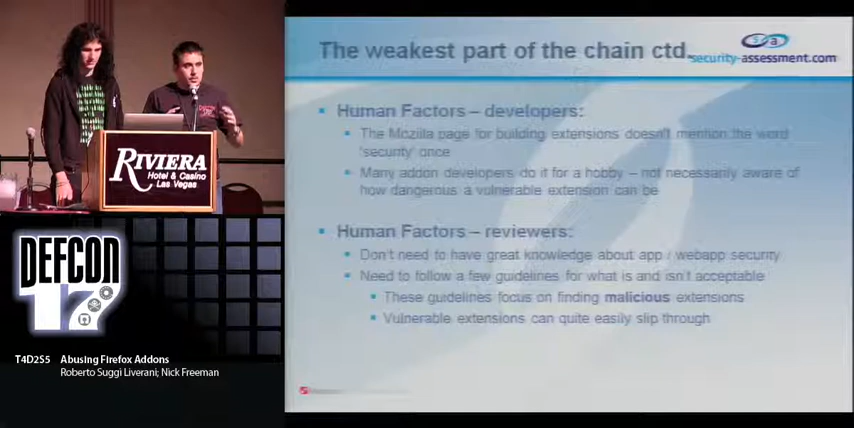 The weakest part of the chain ctd.
security-assessment.com
Human Factors – developers:
The Mozilla page for building extensions doesn't mention the word
'security' once
Many addon developers do it for a hobby – not necessarily aware of
how dangerous a vulnerable extension can be
Human Factors – reviewers:
Don't need to have great knowledge about app / webapp security
Need to follow a few guidelines for what is and isn't acceptable
These guidelines focus on finding malicious extensions
Vulnerable extensions can quite easily slip through
RIVIERA
Hotel & Casino
Las Vegas
DEFCON
17
T4D2S5 Abusing Firefox Addons
Roberto Suggi Liverani; Nick Freeman